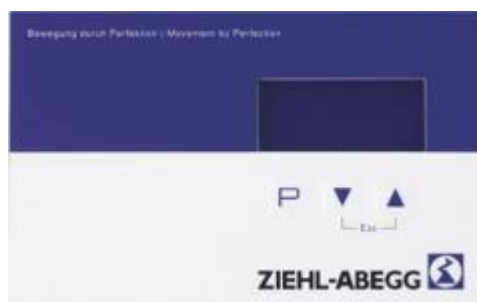 Bewegung durch Perfektion / Movement by Perfection
P ▼ ▲
Esc
ZIEHL-ABEGG